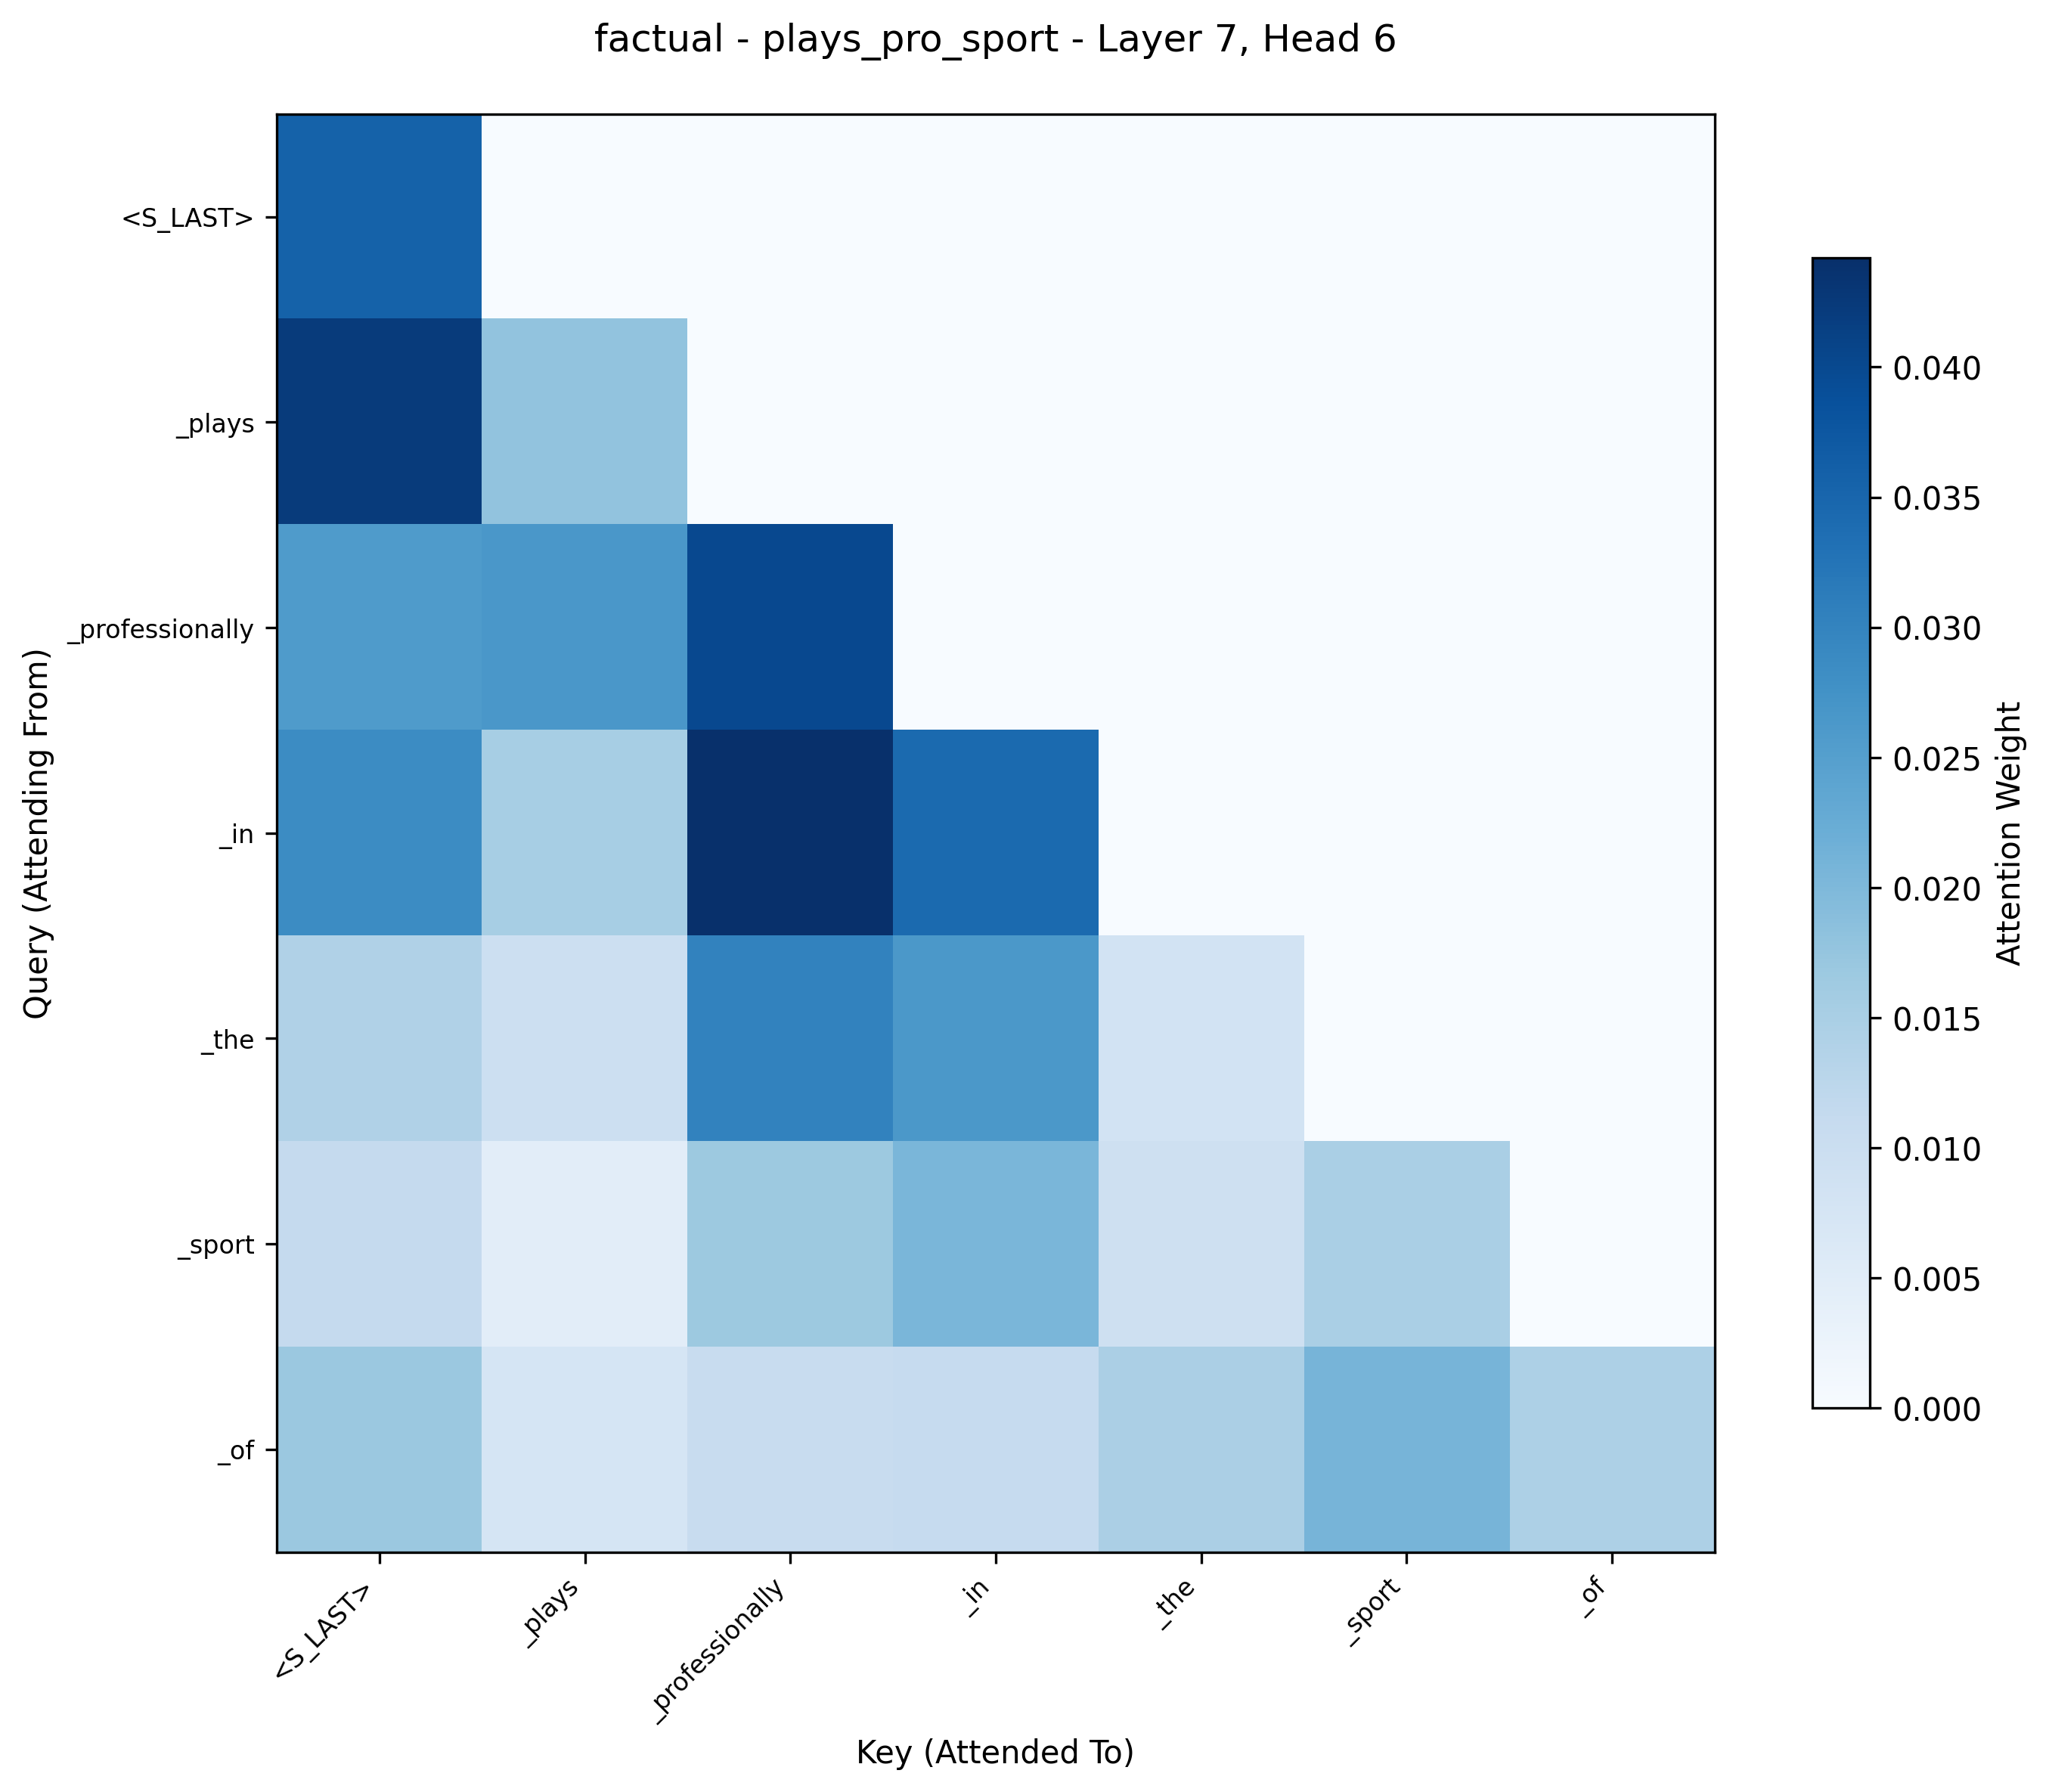 factual - plays_pro_sport - Layer 7, Head 6
Query (Attending From)
<S_LAST>
_plays
_professionally
_in
_the
_sport
_of
<S_LAST>
_plays
_professionally
_in
_the
_sport
_of
Key (Attended To)
0.040
0.035
0.030
0.025
0.020
0.015
0.010
0.005
0.000
Attention Weight